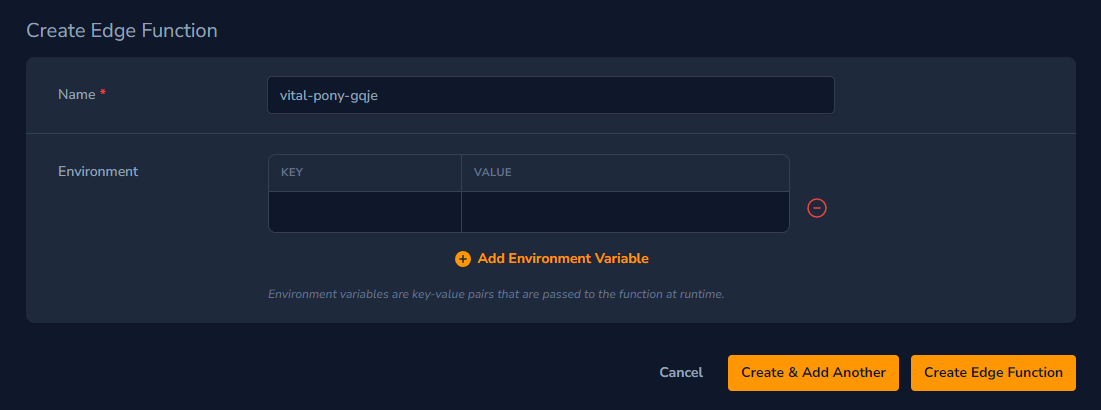 Create Edge Function
Name *
vital-pony-gqje
Environment
KEY VALUE
Add Environment Variable
Environment variables are key-value pairs that are passed to the function at runtime.
Cancel Create & Add Another Create Edge Function